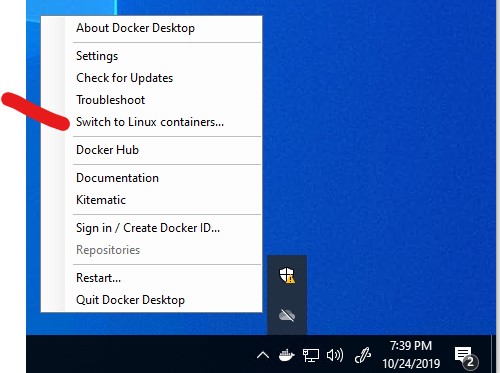 About Docker Desktop
Settings
Check for Updates
Troubleshoot
Switch to Linux containers...
Docker Hub
Documentation
Kitematic
Sign in / Create Docker ID...
Repositories
Restart...
Quit Docker Desktop
7:39 PM
10/24/2019
2